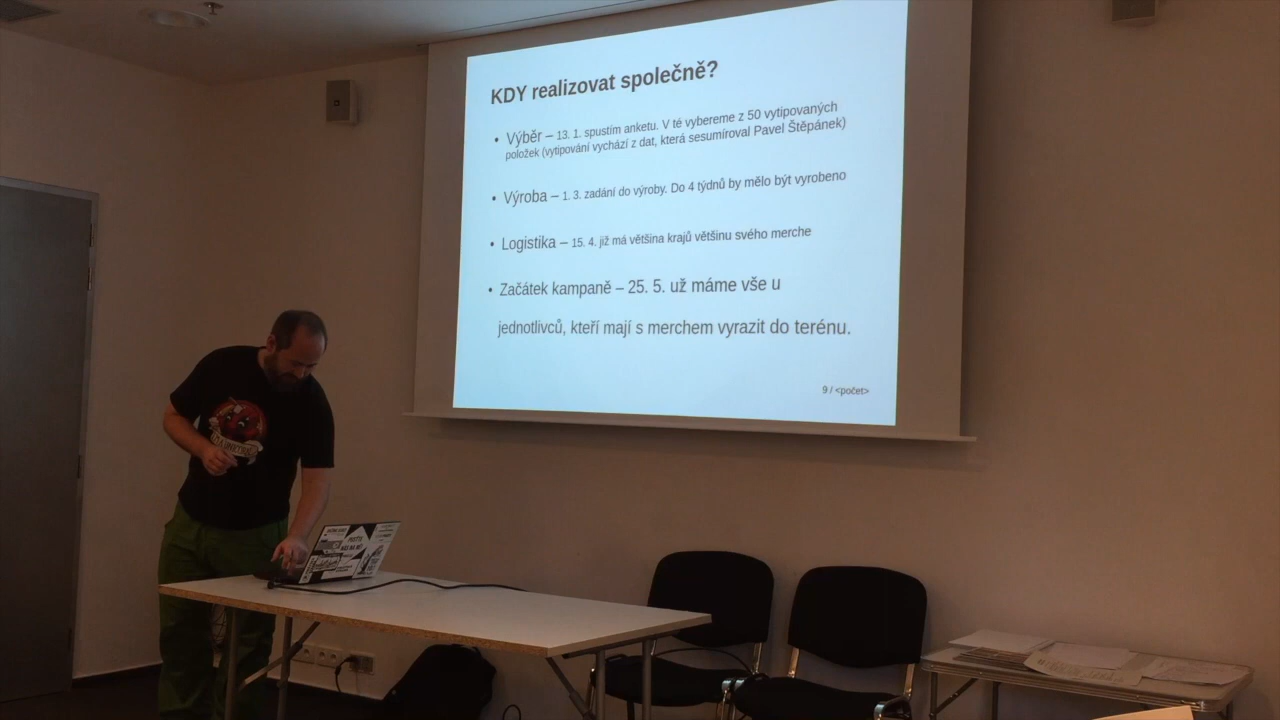 KDY realizovat společně?
• Výběr – 13. 1. spustím anketu. V té vybereme z 50 vytipovaných
položek (vytipování vychází z dat, která sesumíroval Pavel Štěpánek)
• Výroba – 1. 3. zadání do výroby. Do 4 týdnů by mělo být vyrobeno
• Logistika – 15. 4. již má většina krajů většinu svého merche
• Začátek kampaně – 25. 5. už máme vše u
jednotlivců, kteří mají s merchem vyrazit do terénu.
9 / <počet>